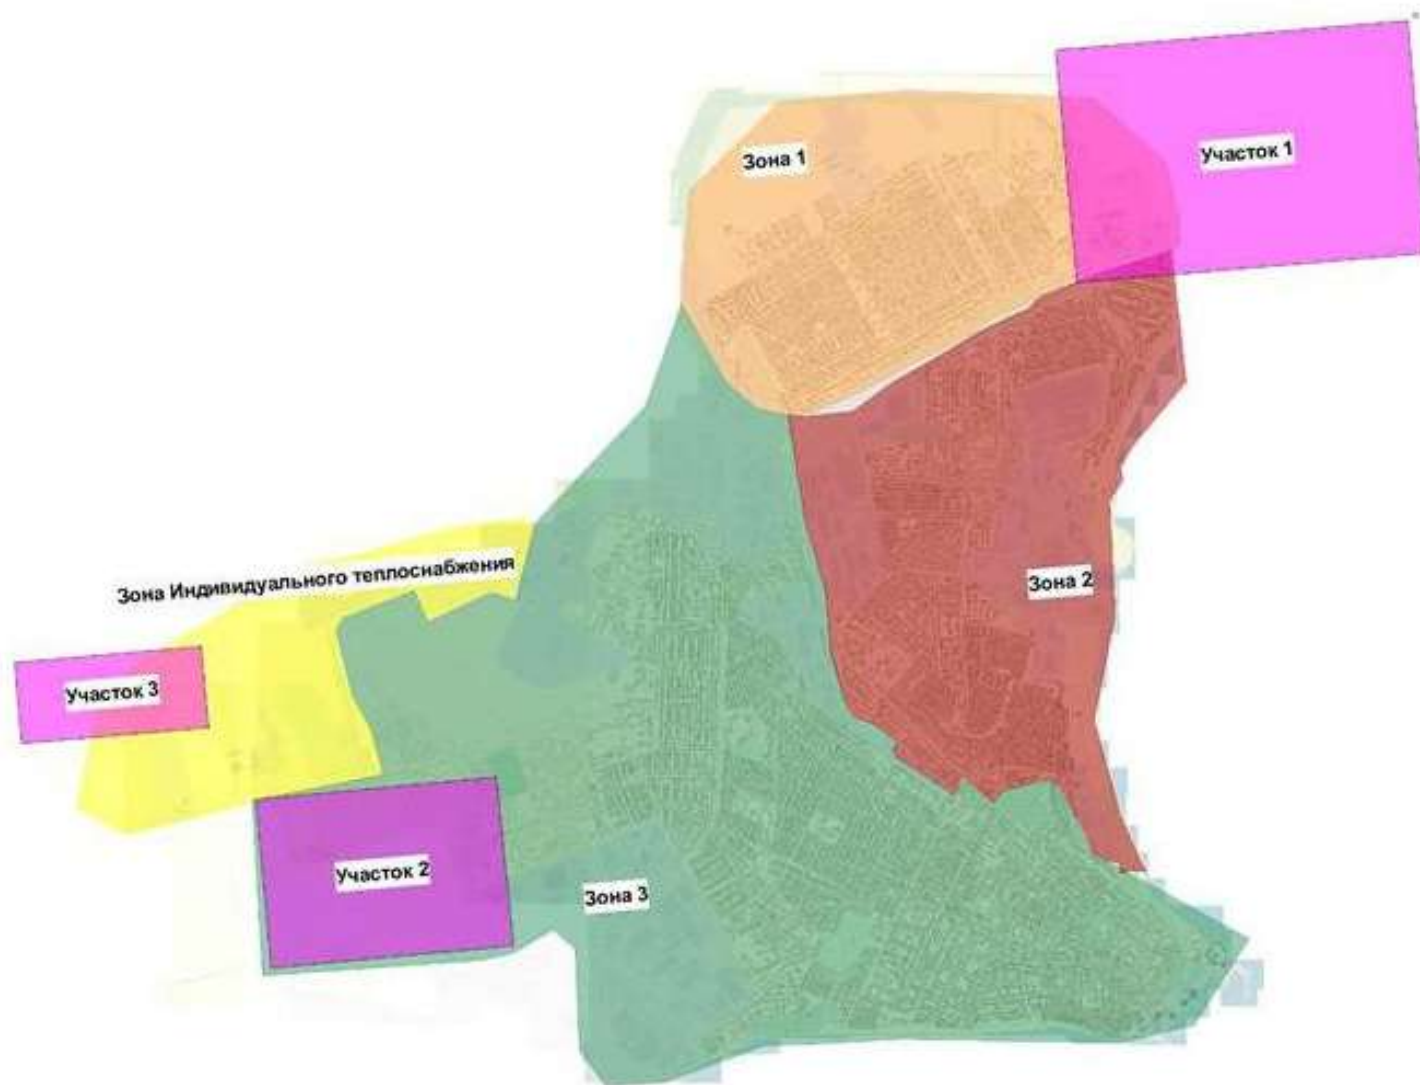 Зона 1
Участок 1
Зона Индивидуального теплоснабжения
Зона 2
Участок 3
Участок 2
Зона 3